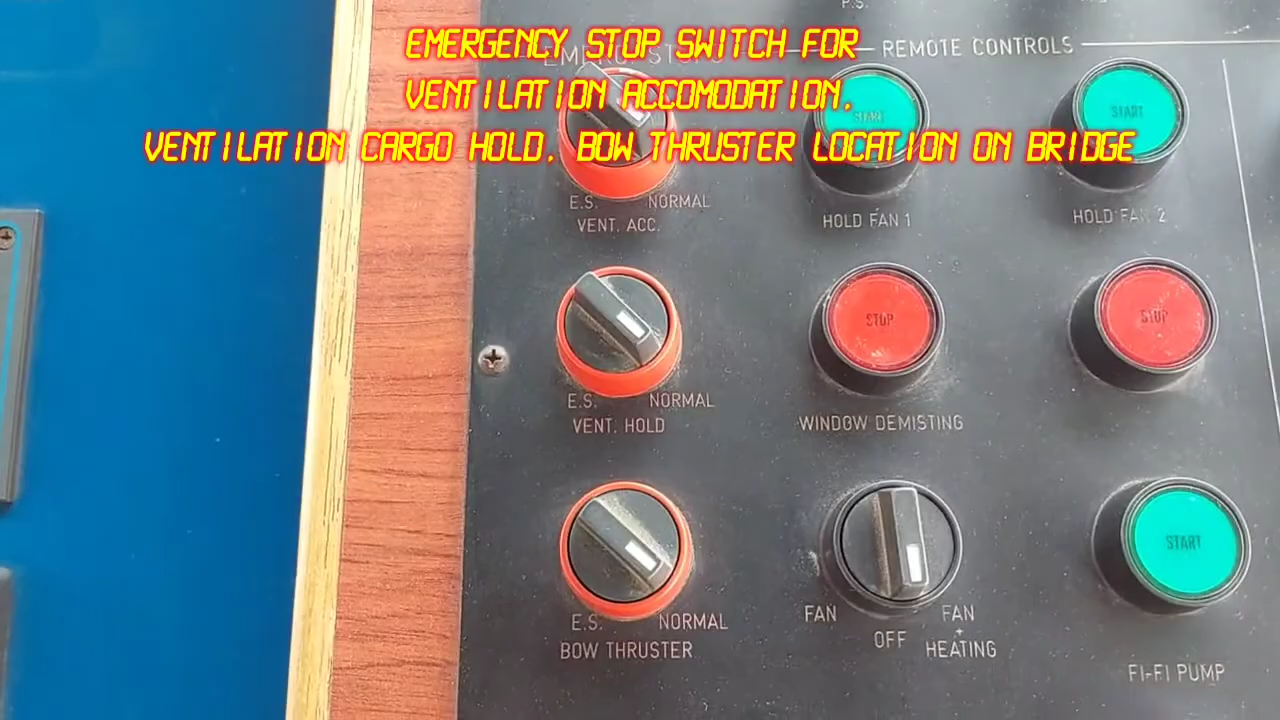 P.S.
EMERGENCY STOP SWITCH FOR
VENTILATION ACCOMODATION,
VENTILATION CARGO HOLD, BOW THRUSTER LOCATION ON BRIDGE
REMOTE CONTROLS
START START
E.S. NORMAL
VENT. ACC.
HOLD FAN 1
HOLD FAN 2
STOP STOP
E.S. NORMAL
VENT. HOLD
WINDOW DEMISTING
START
E.S. NORMAL
BOW THRUSTER
FAN
OFF
FAN
+
HEATING
FI-FI PUMP